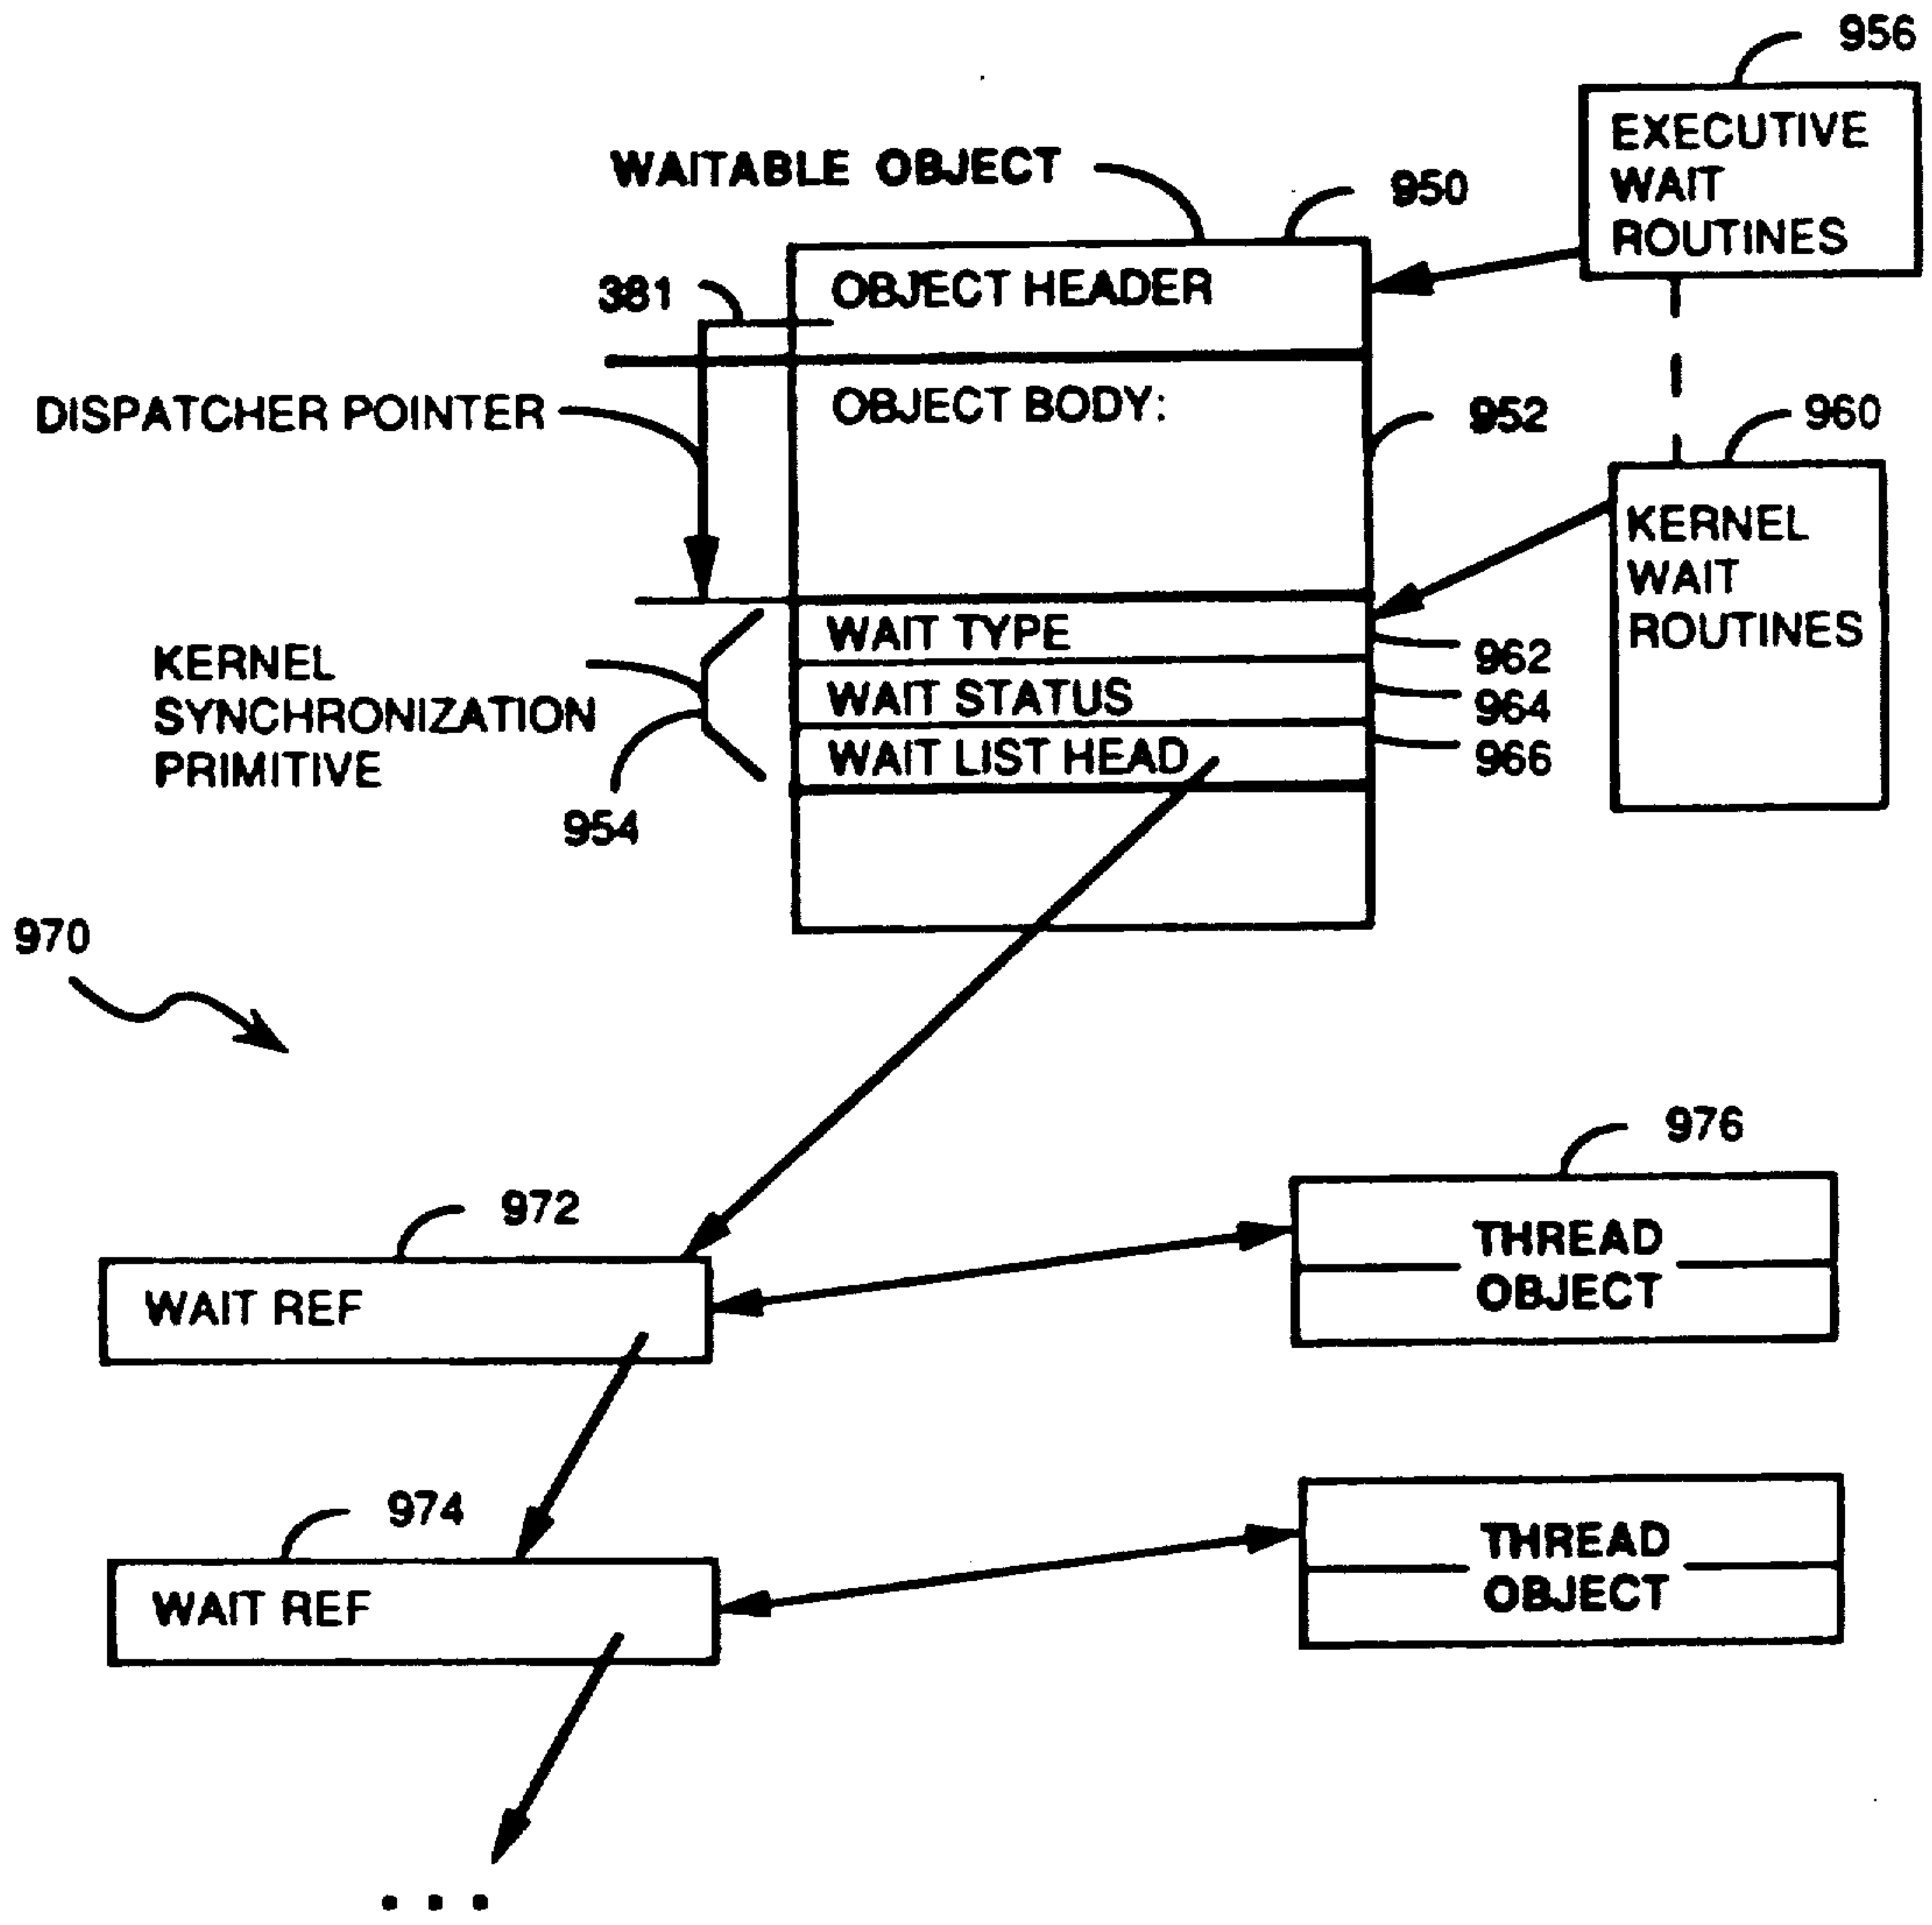 956
EXECUTIVE
WAIT
ROUTINES
WAITABLE OBJECT
950
381
OBJECT HEADER
DISPATCHER POINTER
OBJECT BODY:
952
960
KERNEL
WAIT
ROUTINES
KERNEL
SYNCHRONIZATION
PRIMITIVE
954
WAIT TYPE
962
WAIT STATUS
964
WAIT LIST HEAD
966
970
976
972
THREAD
OBJECT
WAIT REF
974
THREAD
OBJECT
WAIT REF
...